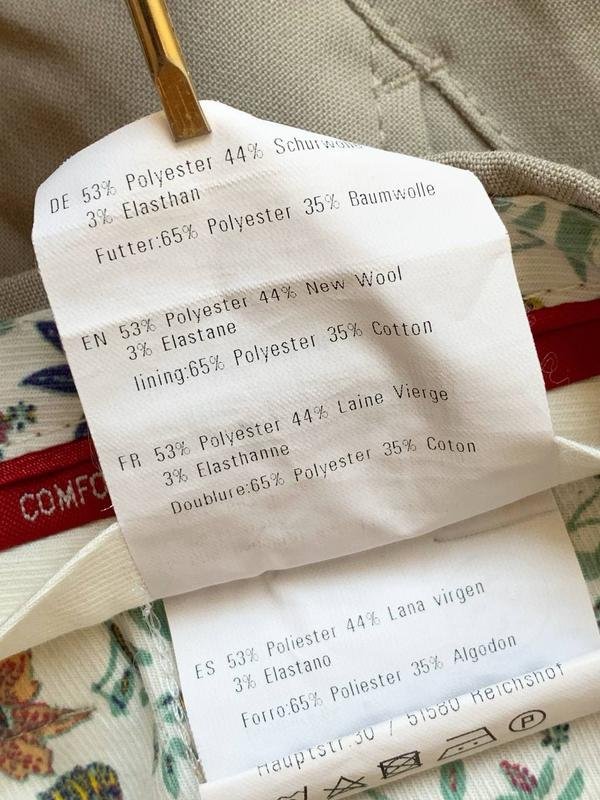 DE 53% Polyester 44% Schurwolle
3% Elasthan
Futter:65% Polyester 35% Baumwolle
EN 53% Polyester 44% New Wool
3% Elastane
lining:65% Polyester 35% Cotton
FR 53% Polyester 44% Laine Vierge
3% Elasthanne
Doublure:65% Polyester 35% Coton
COMFO
ES 53% Poliester 44% Lana virgen
3% Elastano
Forro:65% Poliester 35% Algodon
Hauptstr.30 / 51580 Reichshof
P